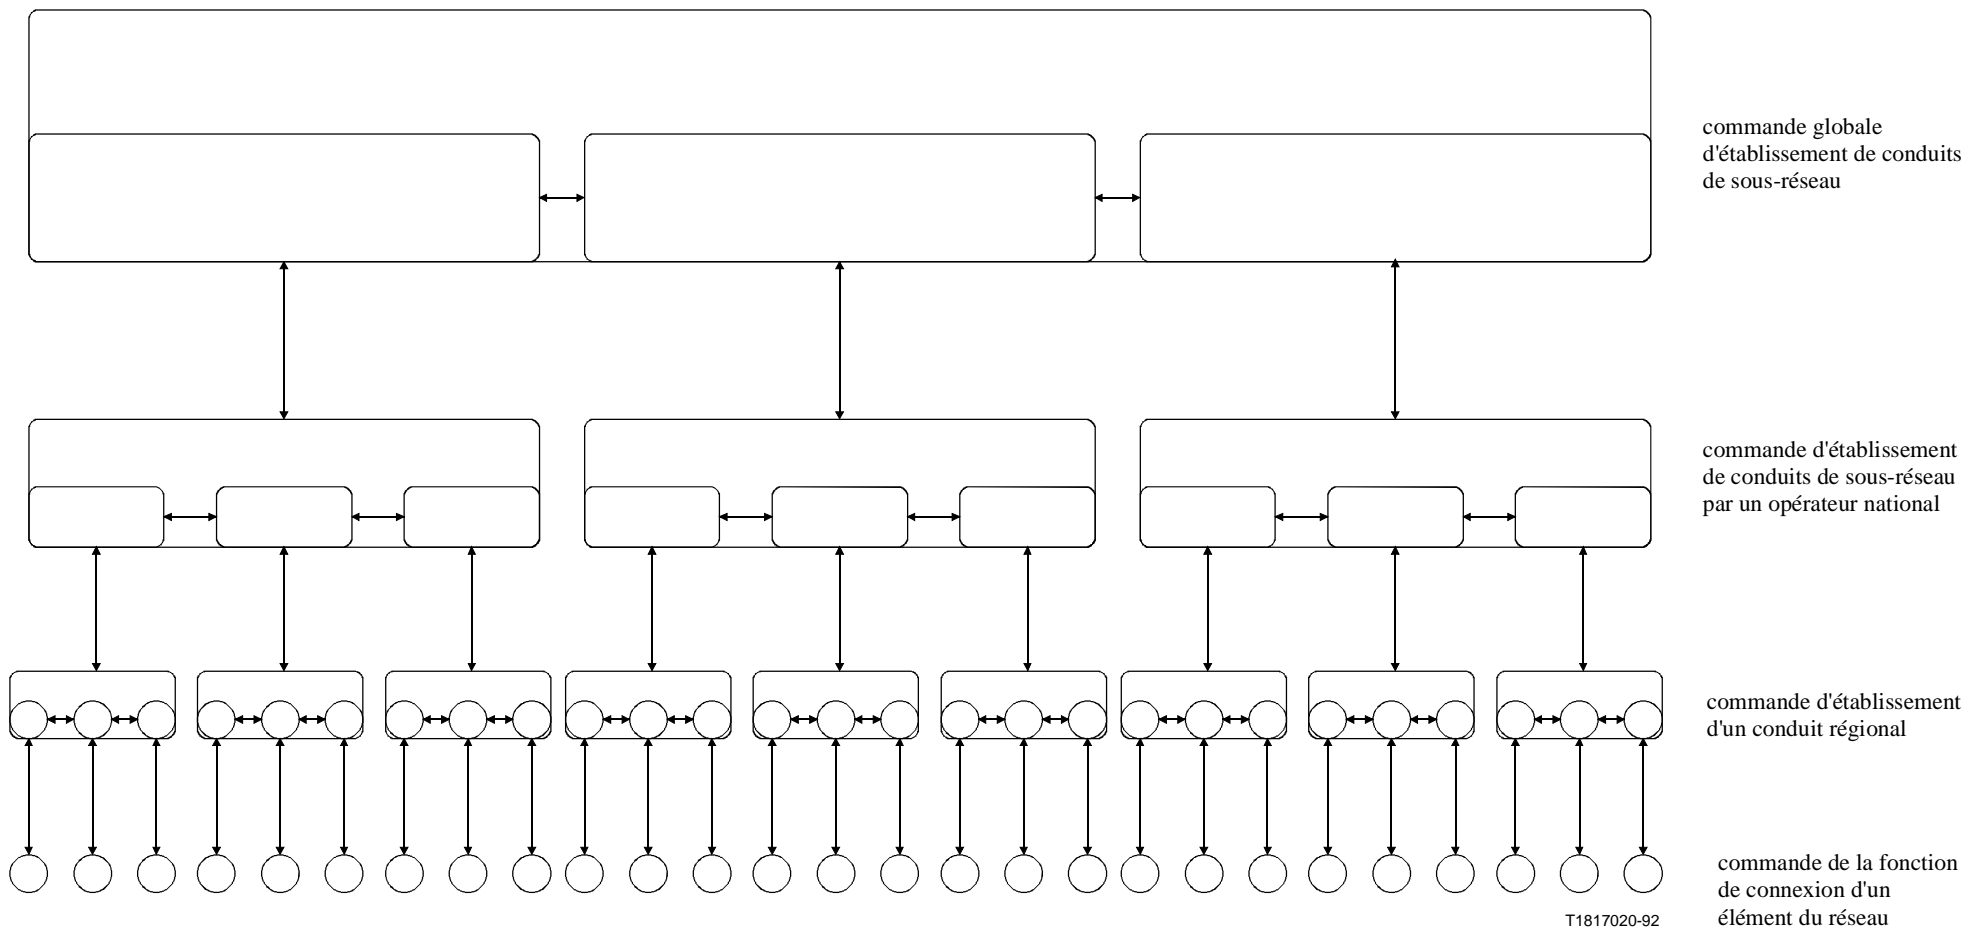 commande globale
d'établissement de conduits
de sous-réseau
commande d'établissement
de conduits de sous-réseau
par un opérateur national
commande d'établissement
d'un conduit régional
commande de la fonction
de connexion d'un
élément du réseau
T1817020-92